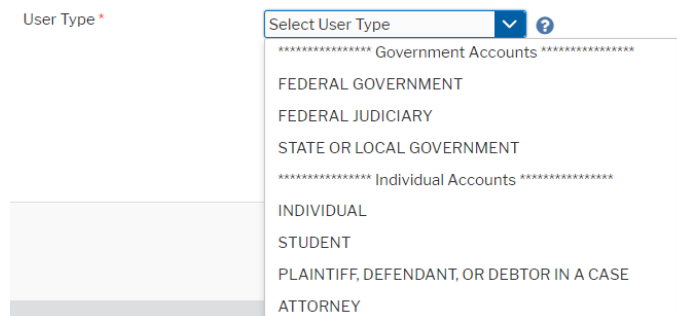 User Type *
Select User Type
**************** Government Accounts ****************
FEDERAL GOVERNMENT
FEDERAL JUDICIARY
STATE OR LOCAL GOVERNMENT
**************** Individual Accounts ****************
INDIVIDUAL
STUDENT
PLAINTIFF, DEFENDANT, OR DEBTOR IN A CASE
ATTORNEY